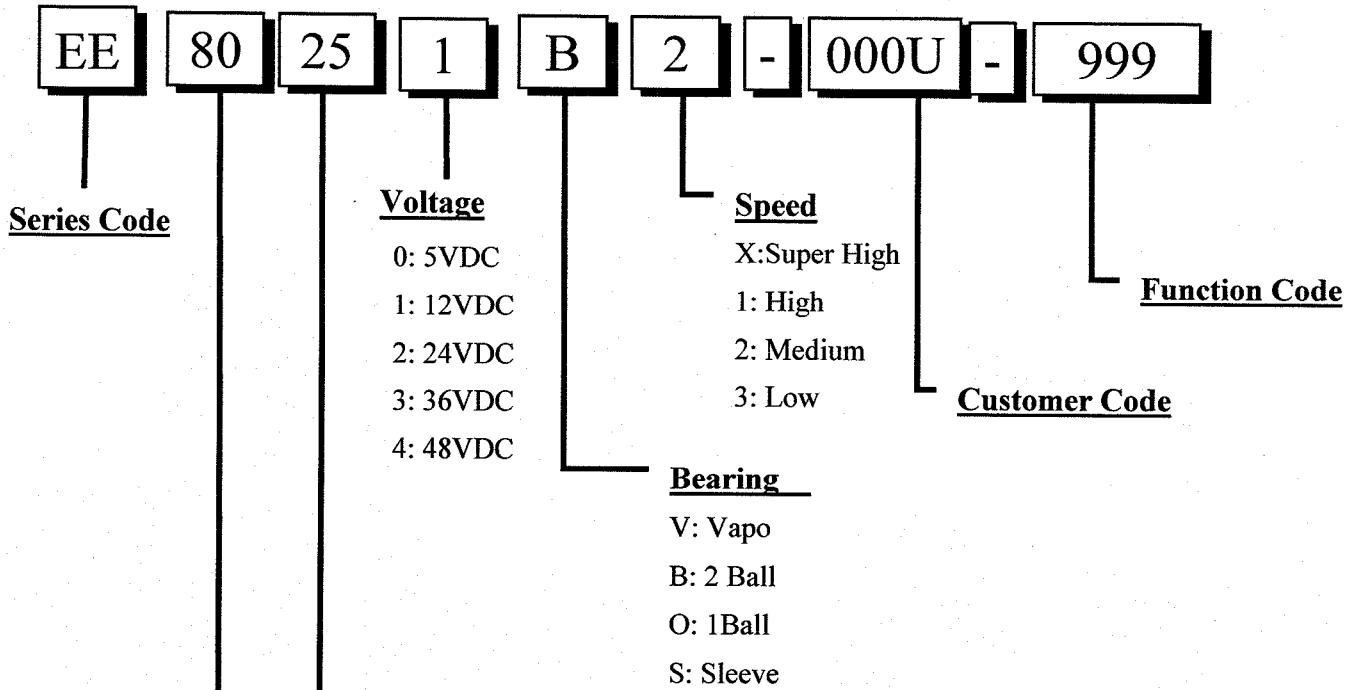 EE 80 25 1 B 2 - 000U - 999
Series Code
Voltage
0: 5VDC
1: 12VDC
2: 24VDC
3: 36VDC
4: 48VDC
Speed
X:Super High
1: High
2: Medium
3: Low
Function Code
Customer Code
Bearing
V: Vapo
B: 2 Ball
O: 1Ball
S: Sleeve